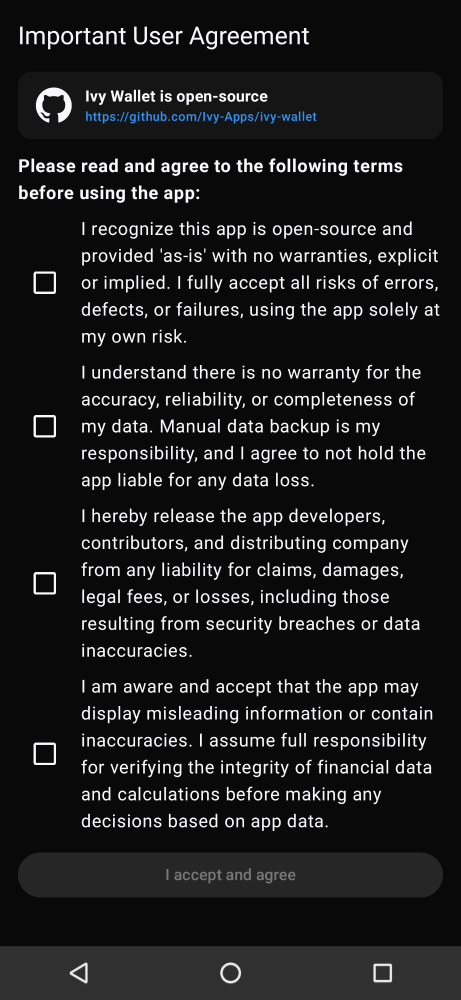 Important User Agreement
Ivy Wallet is open-source
https://github.com/Ivy-Apps/ivy-wallet
Please read and agree to the following terms
before using the app:
I recognize this app is open-source and
provided 'as-is' with no warranties, explicit
or implied. I fully accept all risks of errors,
defects, or failures, using the app solely at
my own risk.
I understand there is no warranty for the
accuracy, reliability, or completeness of
my data. Manual data backup is my
responsibility, and I agree to not hold the
app liable for any data loss.
I hereby release the app developers,
contributors, and distributing company
from any liability for claims, damages,
legal fees, or losses, including those
resulting from security breaches or data
inaccuracies.
I am aware and accept that the app may
display misleading information or contain
inaccuracies. I assume full responsibility
for verifying the integrity of financial data
and calculations before making any
decisions based on app data.
I accept and agree